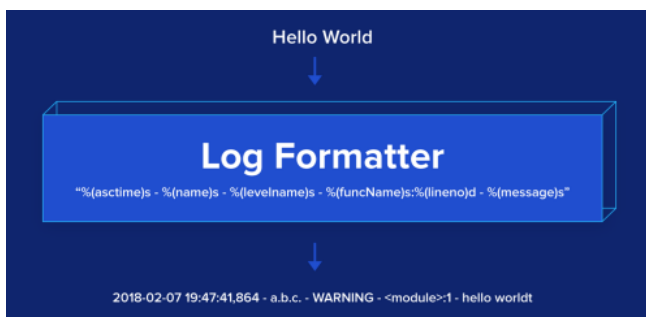 Hello World
Log Formatter
“%(asctime)s - %(name)s - %(levelname)s - %(funcName)s:%(lineno)d - %(message)s”
2018-02-07 19:47:41,864 - a.b.c. - WARNING - <module>:1 - hello worldt